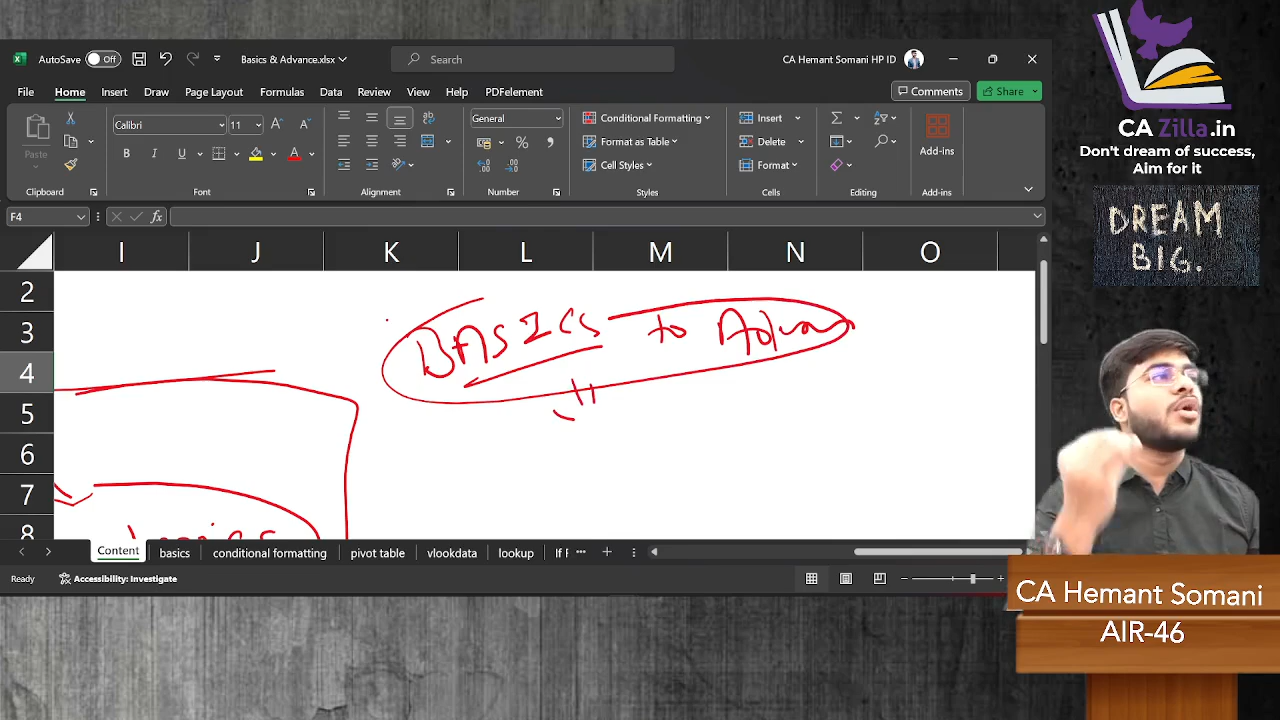 AutoSave Off Basics & Advance.xlsx Search CA Hemant Somani HP ID
File Home Insert Draw Page Layout Formulas Data Review View Help PDFelement Comments Share
Paste
Calibri 11
B I U A
ab
General
% ,
Conditional Formatting
Format as Table
Cell Styles
Insert
Delete
Format
Add-ins
Clipboard Font Alignment Number Styles Cells Editing Add-ins
F4 fx
I J K L M N O
2
3
4
5
6
7
8
BASICS to
Content basics conditional formatting pivot table vlookdata lookup If F
Ready Accessibility: Investigate
CA Zilla.in
Don't dream of success,
Aim for it
DREAM
BIG.
CA Hemant Somani
AIR-46